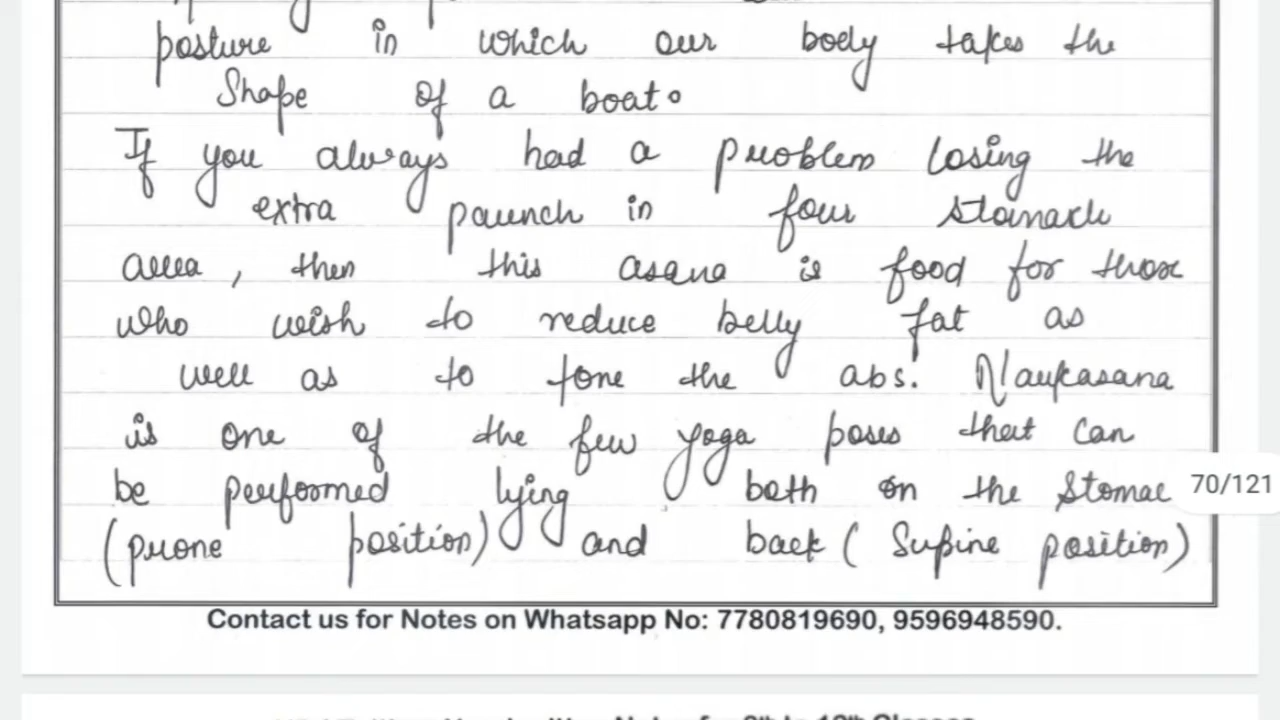 posture in which our body takes the
Shape of a boat.
If you always had a problem losing the
extra paunch in four stomach
area, then this asana is food for those
who wish to reduce belly fat as
well as to tone the abs. Naukasana
is one of the few yoga poses that can
be performed lying both on the Stomac
70/121
(prone position) and back (Supine position)
Contact us for Notes on Whatsapp No: 7780819690, 9596948590.